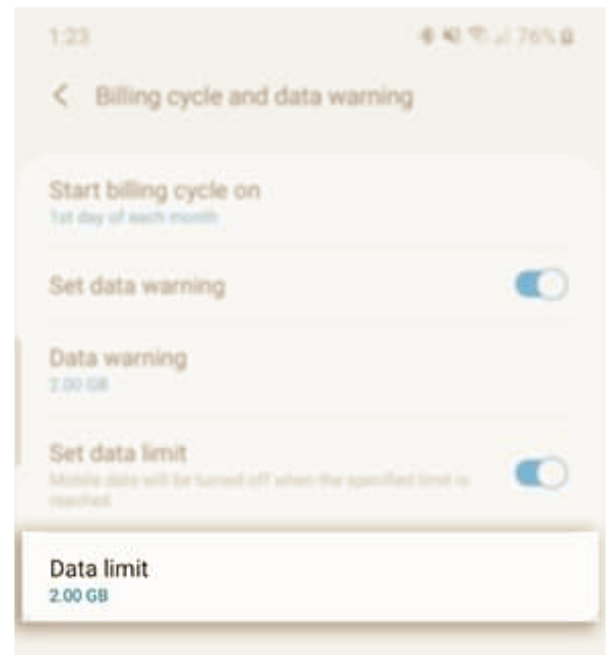 1:23
76%
Billing cycle and data warning
Start billing cycle on
1st day of each month
Set data warning
Data warning
2.00 GB
Set data limit
Mobile data will be turned off when the specified limit is
reached.
Data limit
2.00 GB